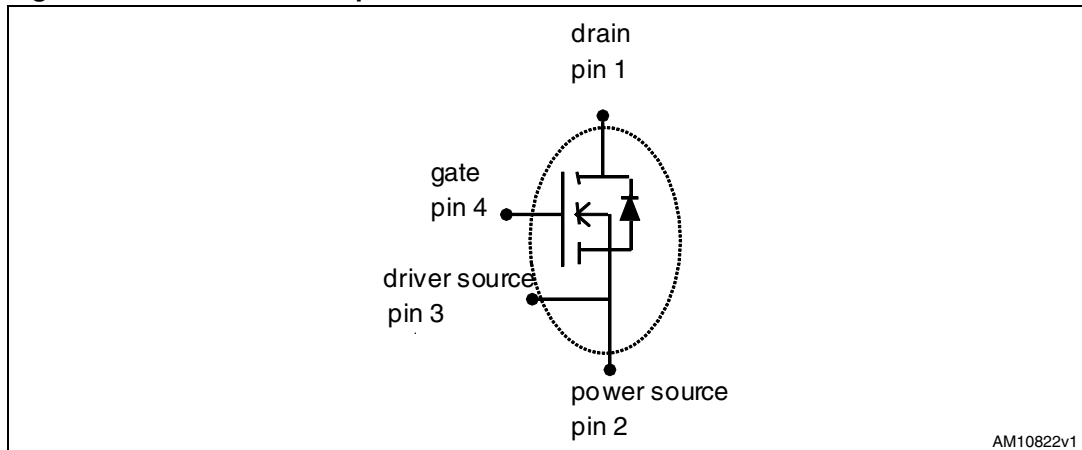 drain
pin 1
gate
pin 4
driver source
pin 3
power source
pin 2
AM10822v1